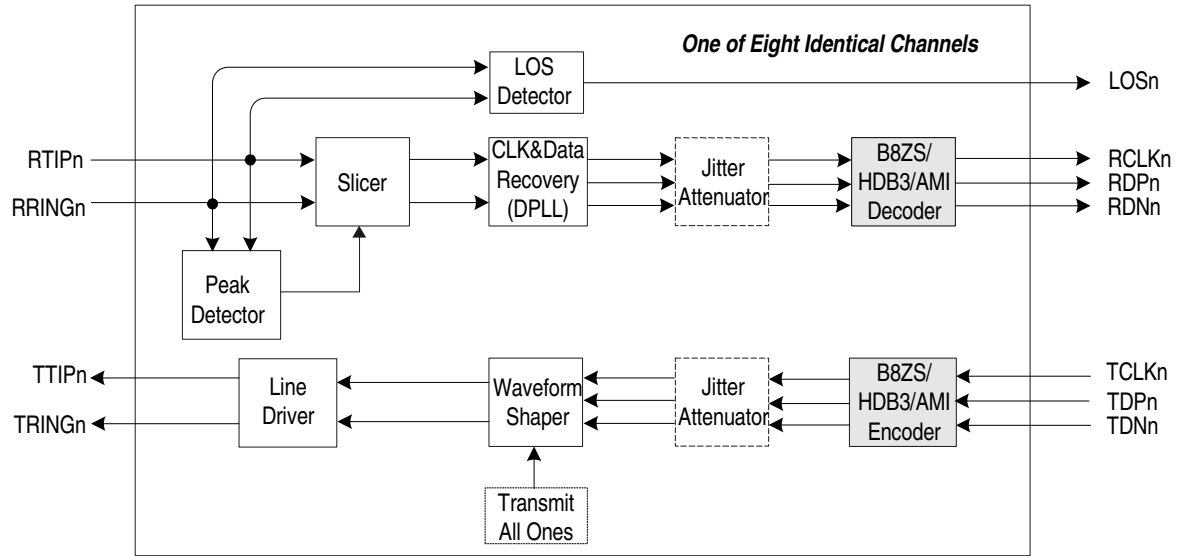 One of Eight Identical Channels
LOS
Detector
LOSn
RTIPn
RRINGn
Slicer
CLK&Data
Recovery
(DPLL)
Jitter
Attenuator
B8ZS/
HDB3/AMI
Decoder
RCLKn
RDPn
RDNn
Peak
Detector
TTIPn
TRINGn
Line
Driver
Waveform
Shaper
Jitter
Attenuator
B8ZS/
HDB3/AMI
Encoder
TCLKn
TDPn
TDNn
Transmit
All Ones